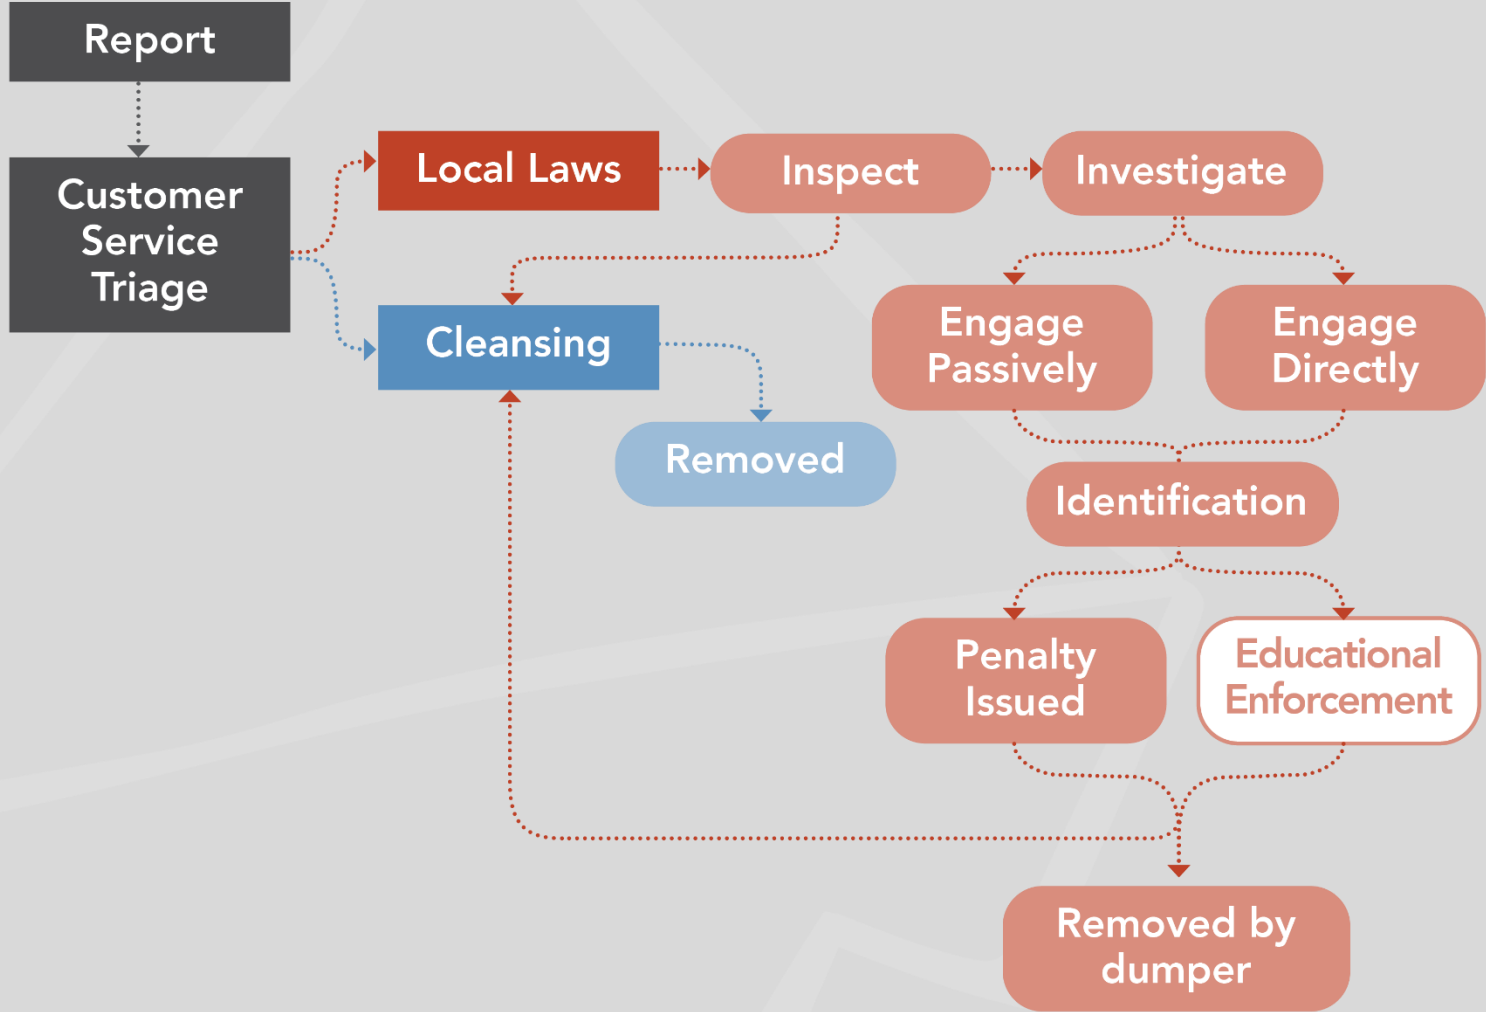 Report
Customer
Service
Triage
Local Laws
Inspect
Investigate
Cleansing
Engage
Passively
Engage
Directly
Removed
Identification
Penalty
Issued
Educational
Enforcement
Removed by
dumper